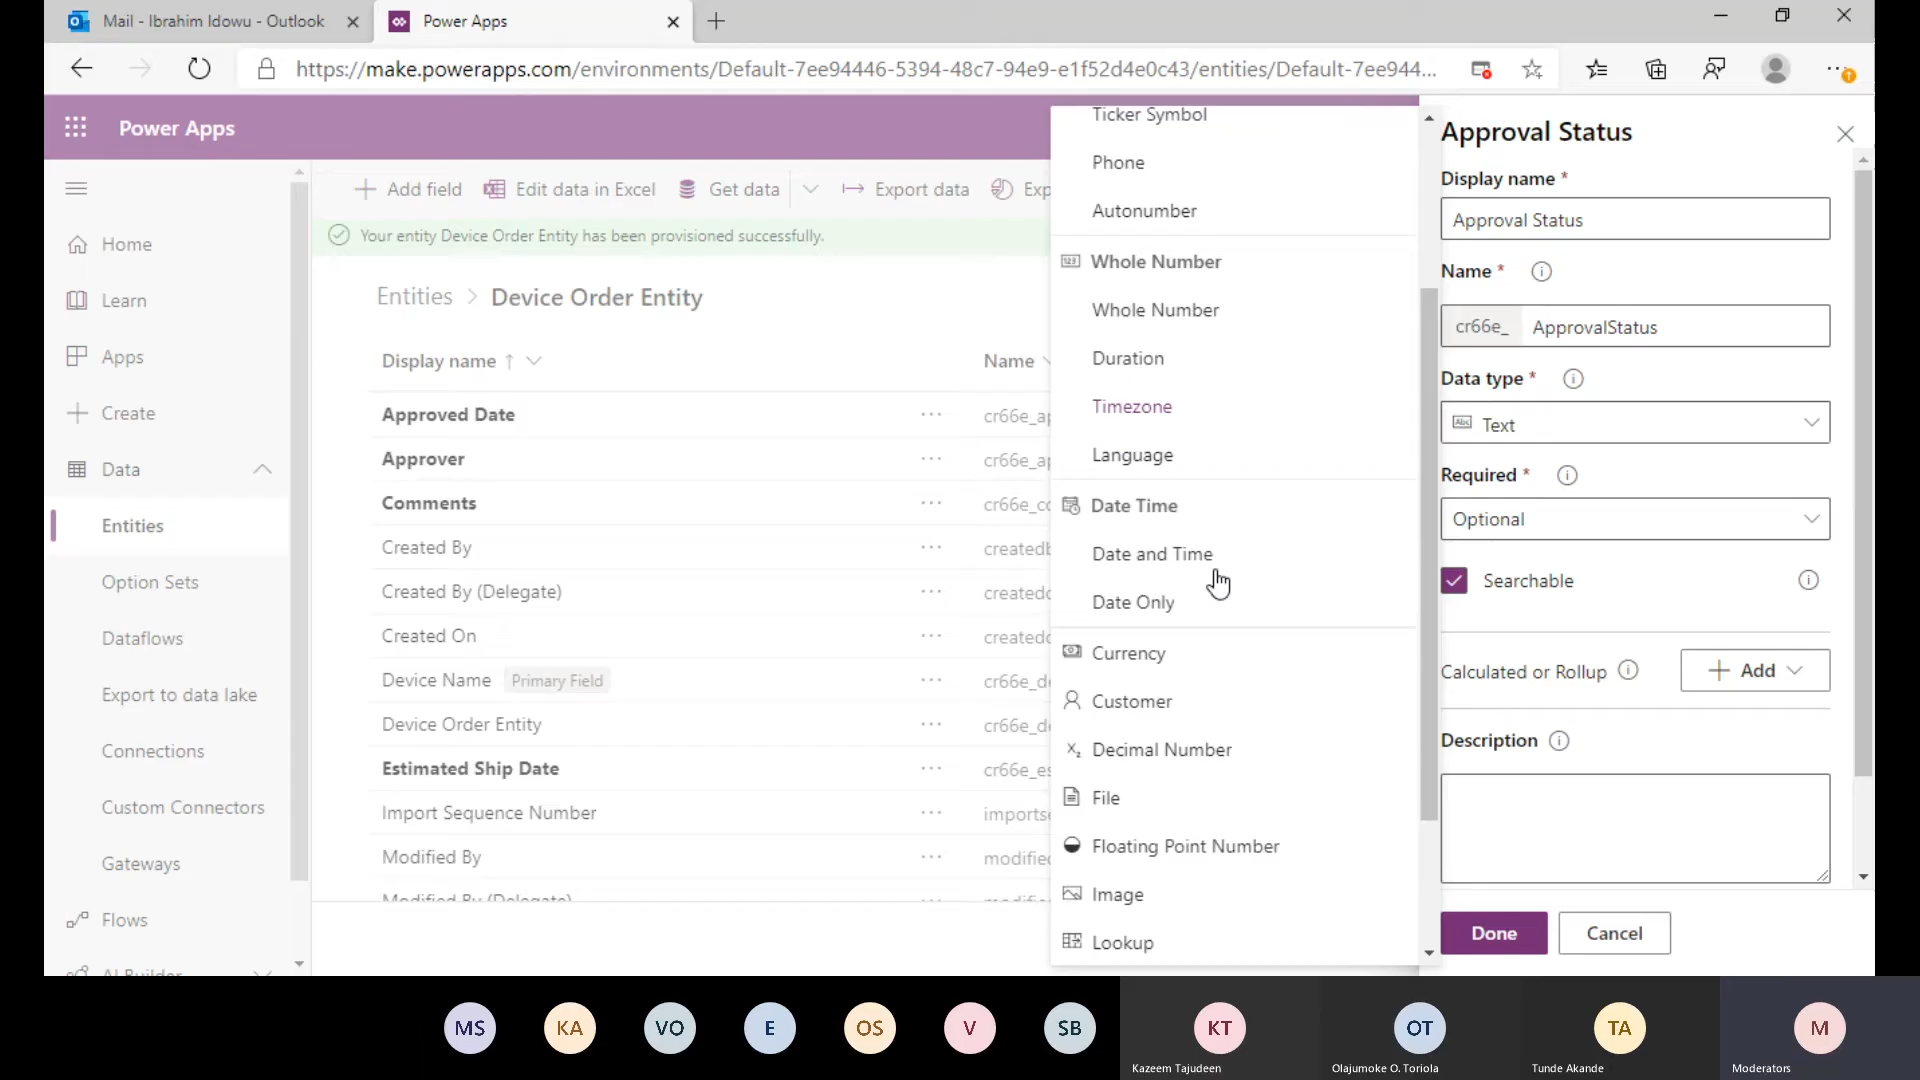 Mail - Ibrahim Idowu - Outlook
Power Apps
https://make.powerapps.com/environments/Default-7ee94446-5394-48c7-94e9-e1f52d4e0c43/entities/Default-7ee944...
Power Apps
Add field
Edit data in Excel
Get data
Export data
Exp
Your entity Device Order Entity has been provisioned successfully.
Home
Learn
Apps
Create
Data
Entities
Option Sets
Dataflows
Export to data lake
Connections
Custom Connectors
Gateways
Flows
AI Builder
Entities > Device Order Entity
Display name ↑
Name
Approved Date ... cr66e_ap
Approver ... cr66e_ap
Comments ... cr66e_co
Created By ... createdb
Created By (Delegate) ... createdo
Created On ... createdo
Device Name Primary Field ... cr66e_de
Device Order Entity ... cr66e_de
Estimated Ship Date ... cr66e_es
Import Sequence Number ... importse
Modified By ... modified
Modified By (Delegate) ...
Ticker Symbol
Phone
Autonumber
Whole Number
Whole Number
Duration
Timezone
Language
Date Time
Date and Time
Date Only
Currency
Customer
Decimal Number
File
Floating Point Number
Image
Lookup
Approval Status
Display name *
Approval Status
Name *
cr66e_ ApprovalStatus
Data type *
Abc Text
Required *
Optional
Searchable
Calculated or Rollup
Add
Description
Done
Cancel
MS
KA
VO
E
OS
V
SB
KT
Kazeem Tajudeen
OT
Olajumoke O. Toriola
TA
Tunde Akande
M
Moderators